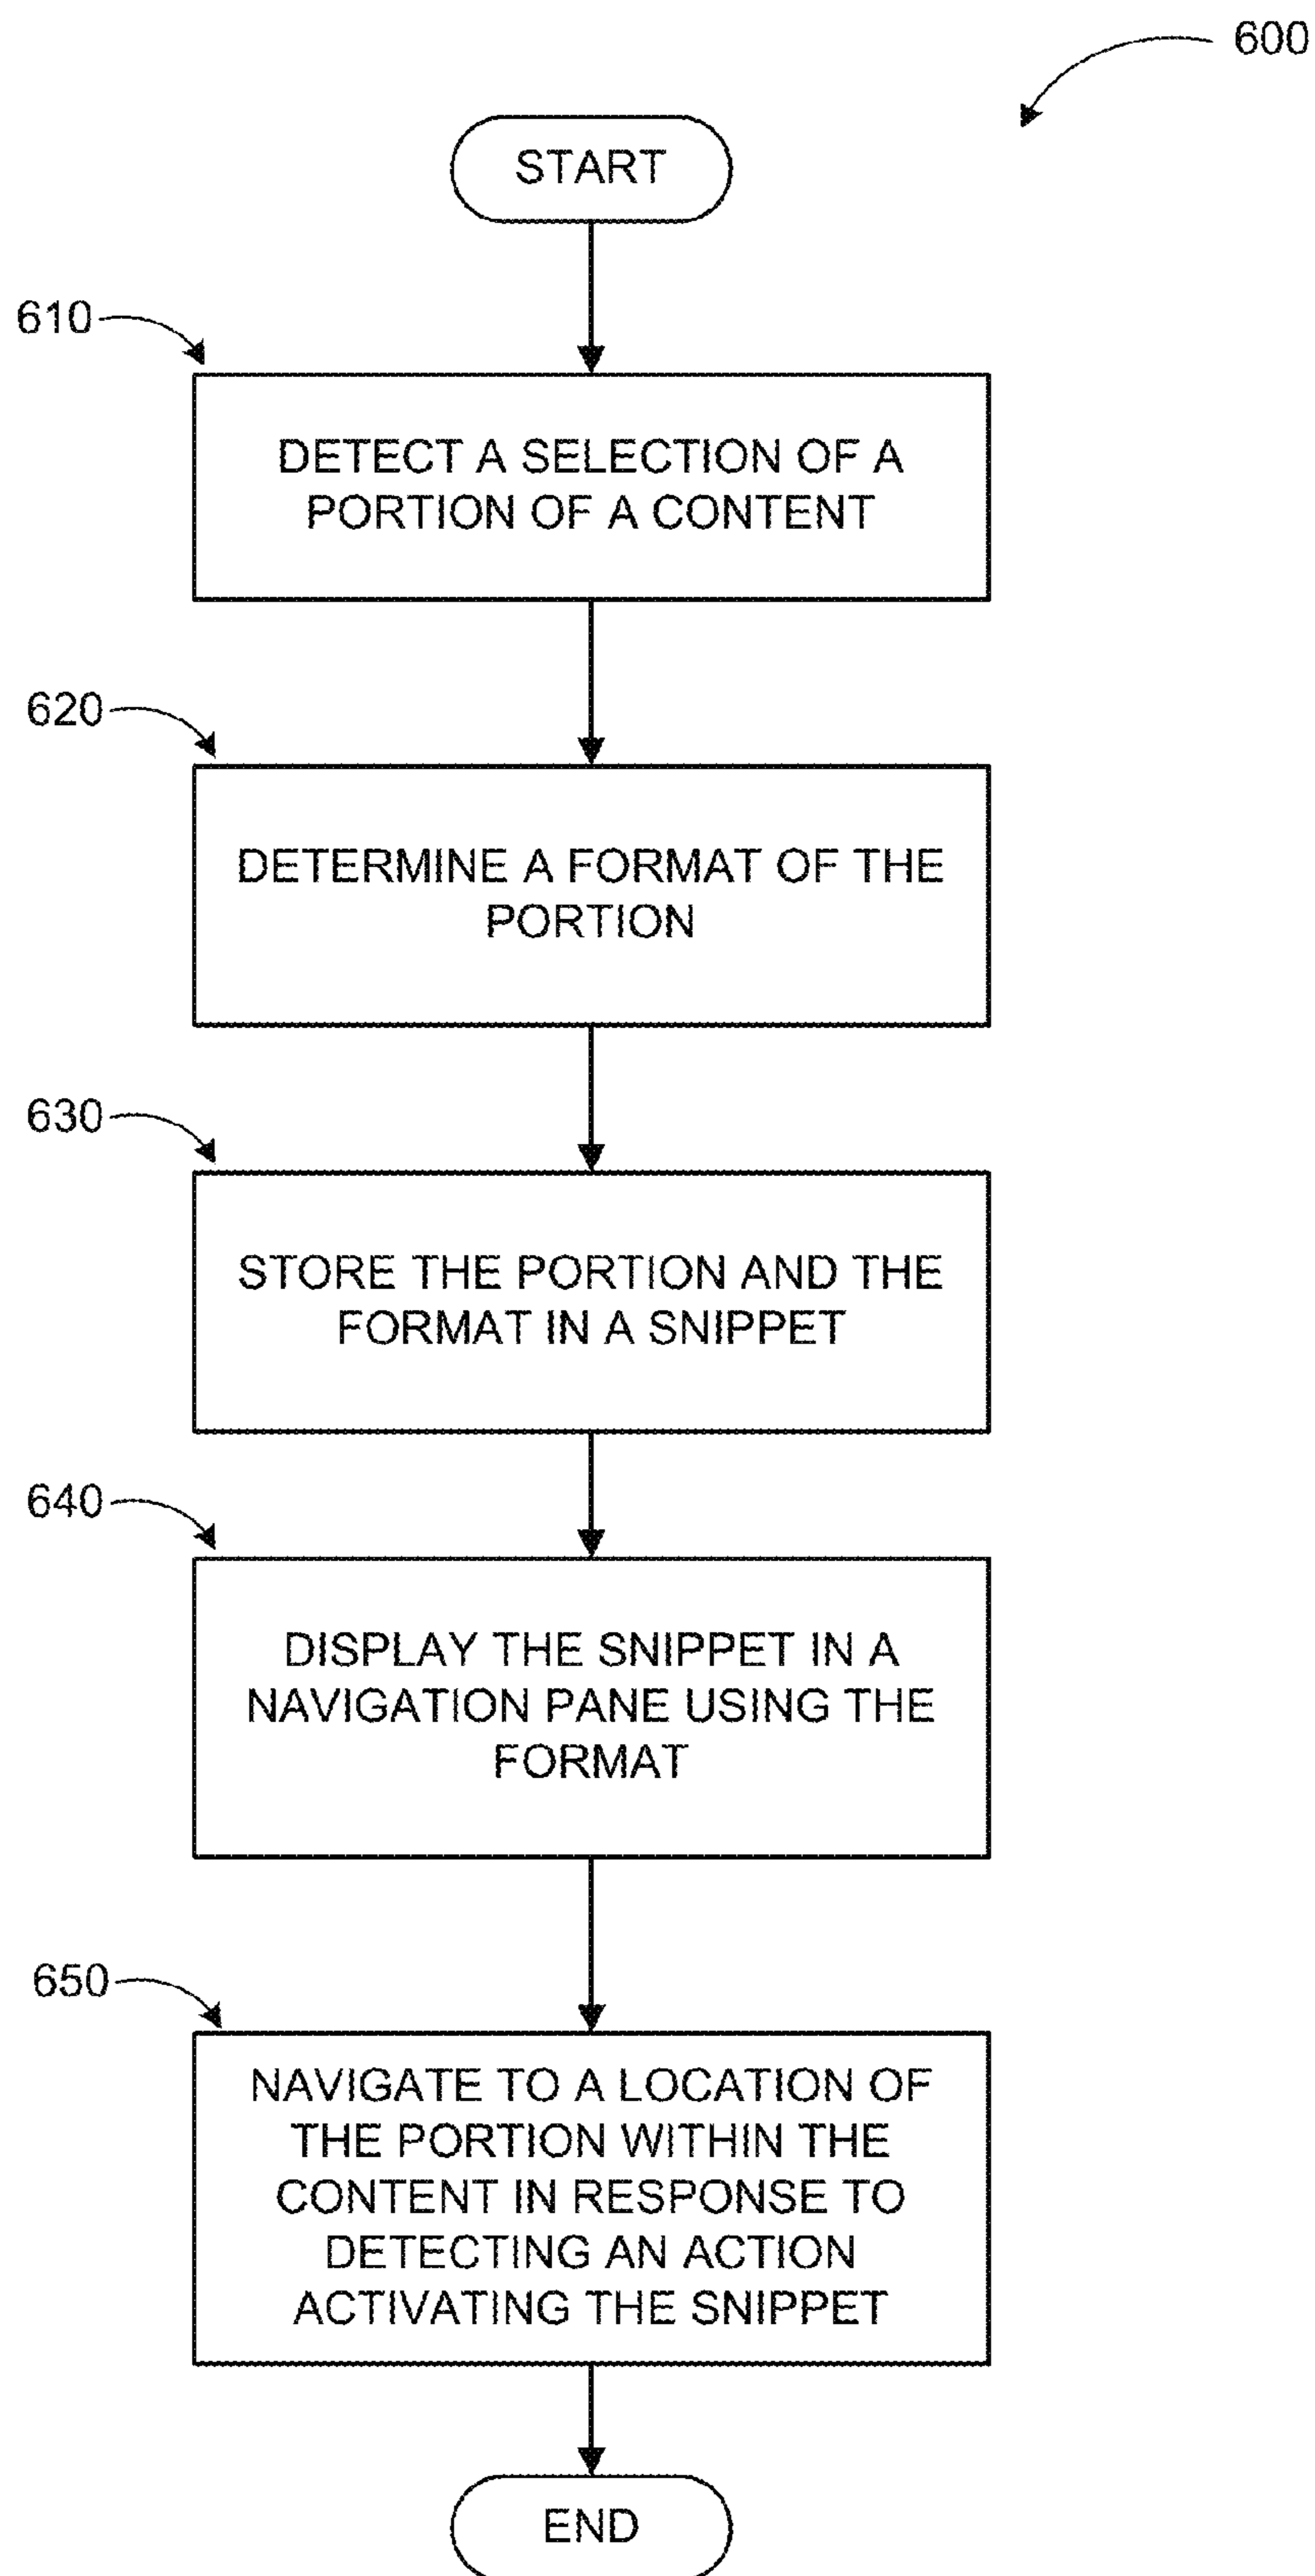 600
START
610
DETECT A SELECTION OF A
PORTION OF A CONTENT
620
DETERMINE A FORMAT OF THE
PORTION
630
STORE THE PORTION AND THE
FORMAT IN A SNIPPET
640
DISPLAY THE SNIPPET IN A
NAVIGATION PANE USING THE
FORMAT
650
NAVIGATE TO A LOCATION OF
THE PORTION WITHIN THE
CONTENT IN RESPONSE TO
DETECTING AN ACTION
ACTIVATING THE SNIPPET
END